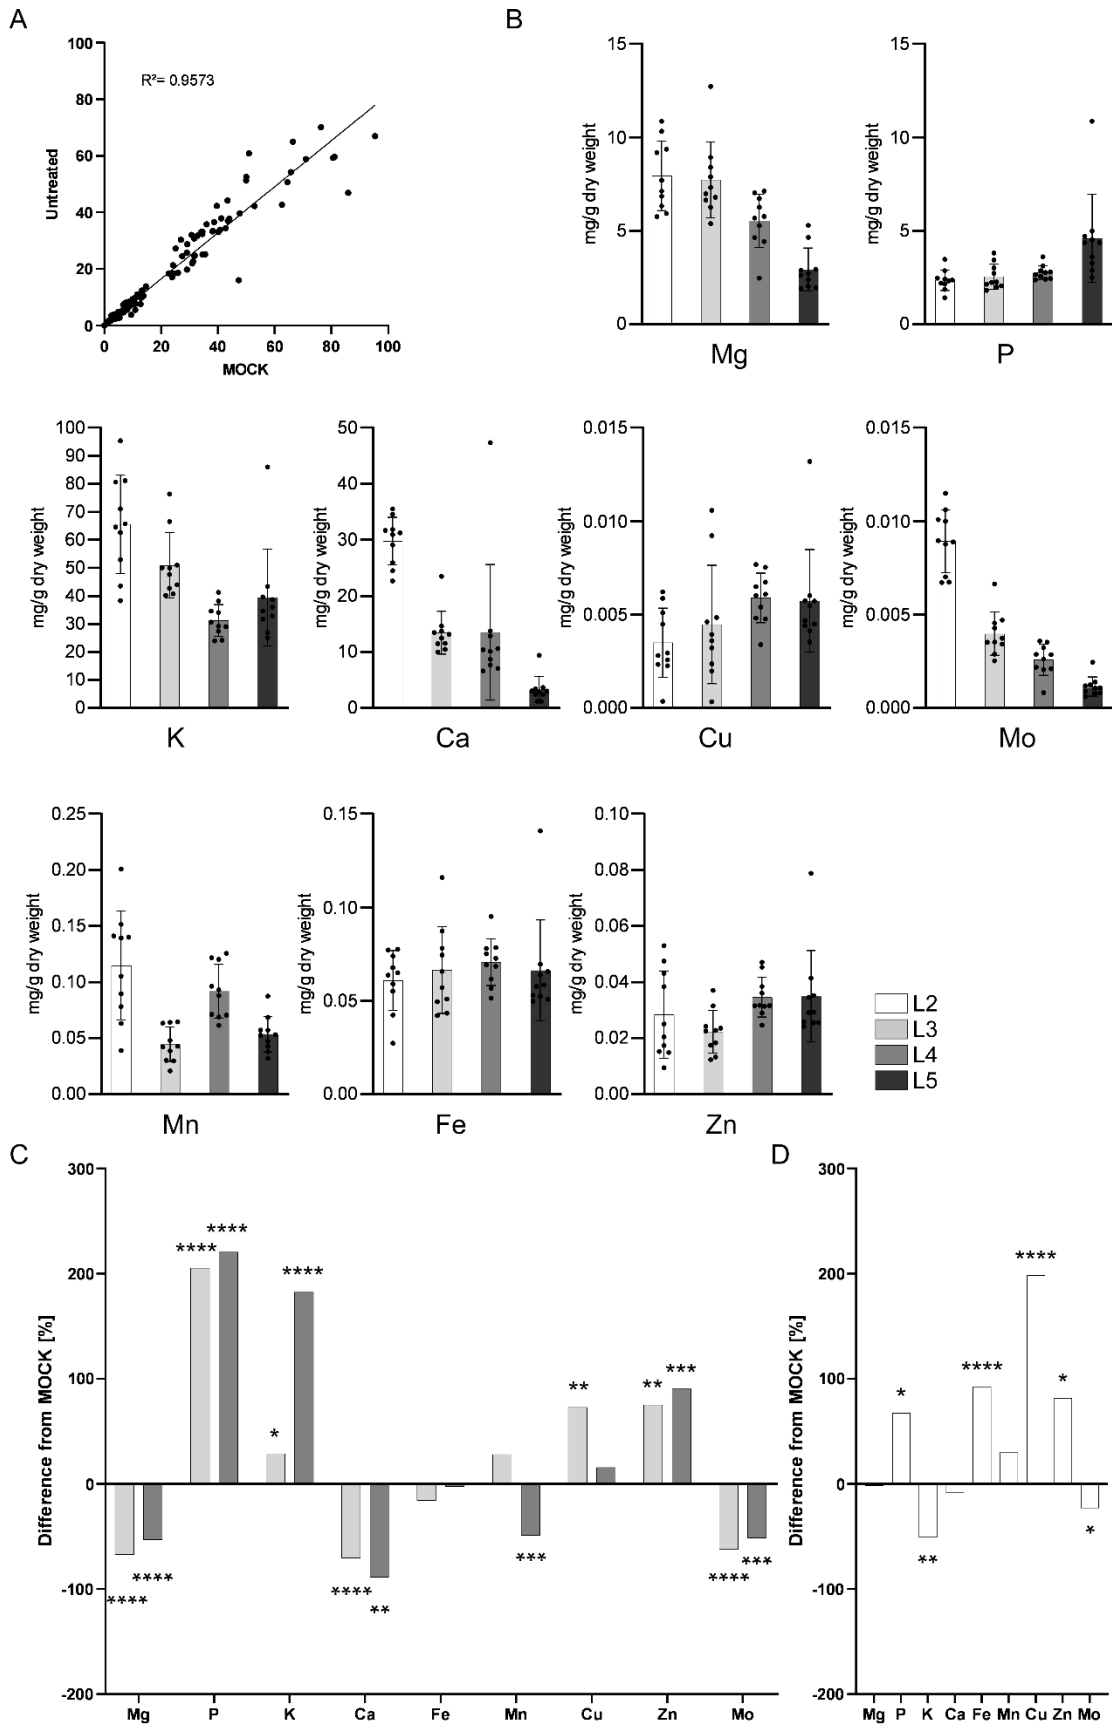 A
B
100
80
60
40
20
0
R²= 0.9573
Untreated
0 20 40 60 80 100
MOCK
15
10
5
0
mg/g dry weight
Mg
15
10
5
0
mg/g dry weight
P
100
90
80
70
60
50
40
30
20
10
0
mg/g dry weight
K
50
40
30
20
10
0
mg/g dry weight
Ca
0.015
0.010
0.005
0.000
mg/g dry weight
Cu
0.015
0.010
0.005
0.000
mg/g dry weight
Mo
0.25
0.20
0.15
0.10
0.05
0.00
mg/g dry weight
Mn
0.15
0.10
0.05
0.00
mg/g dry weight
Fe
0.10
0.08
0.06
0.04
0.02
0.00
mg/g dry weight
Zn
L2
L3
L4
L5
C
300
200
100
0
-100
-200
Difference from MOCK [%]
**** ****
* ****
** ** ***
**** ****
**** **
***
**** ***
Mg P K Ca Fe Mn Cu Zn Mo
D
300
200
100
0
-100
-200
Difference from MOCK [%]
****
* **** *
** *
Mg P K Ca Fe Mn Cu Zn Mo